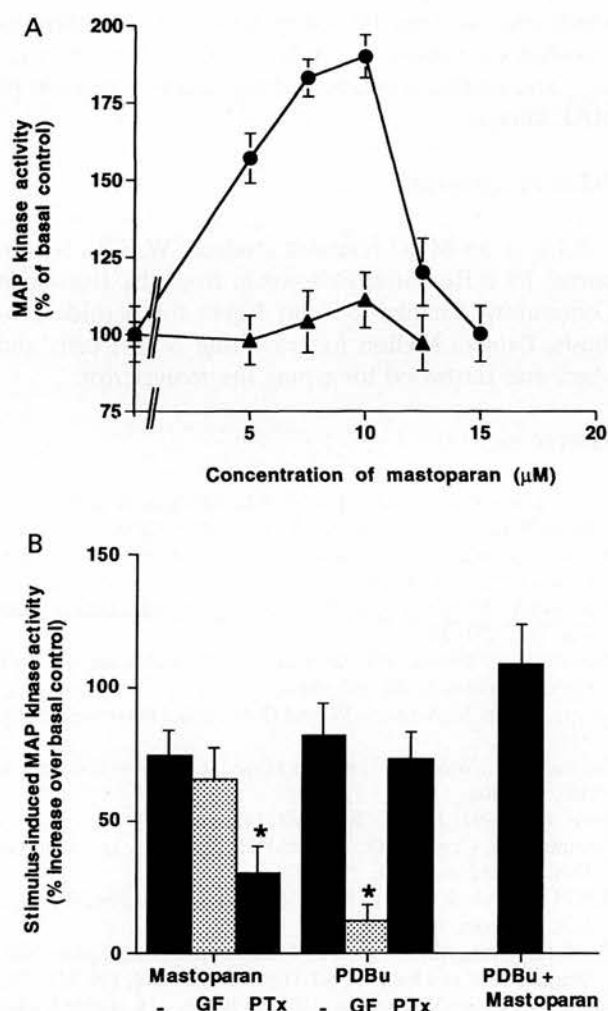 A
MAP kinase activity
(% of basal control)
200
175
150
125
100
75
5
10
15
20
Concentration of mastoparan (μM)
B
Stimulus-induced MAP kinase activity
(% Increase over basal control)
150
100
50
0
*
*
Mastoparan
PDBu
PDBu +
Mastoparan
- GF PTx
- GF PTx